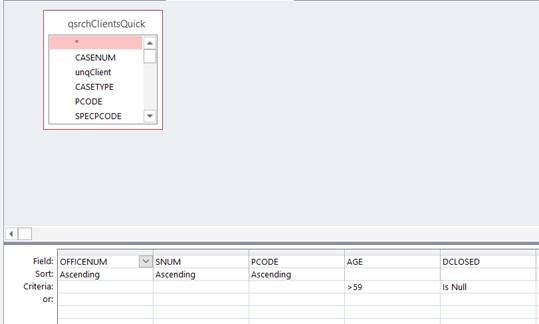 qsrchClientsQuick
*
CASENUM
unqClient
CASETYPE
PCODE
SPECPCODE
Field: OFFICENUM SNUM PCODE AGE DCLOSED
Sort: Ascending Ascending Ascending
Criteria: >59 Is Null
or: